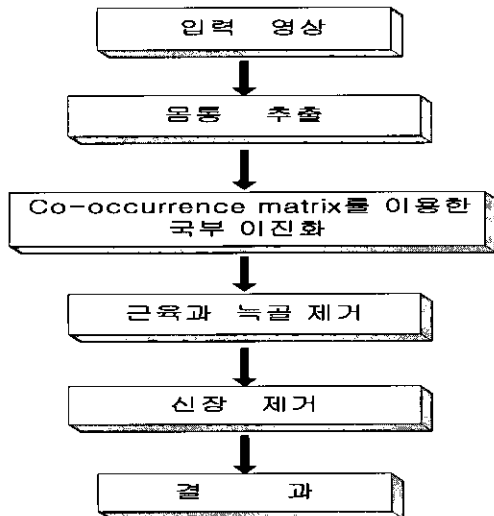 입력 영상
몸통 추출
Co-occurrence matrix를 이용한
국부 이진화
근육과 늑골 제거
신장 제거
결 과